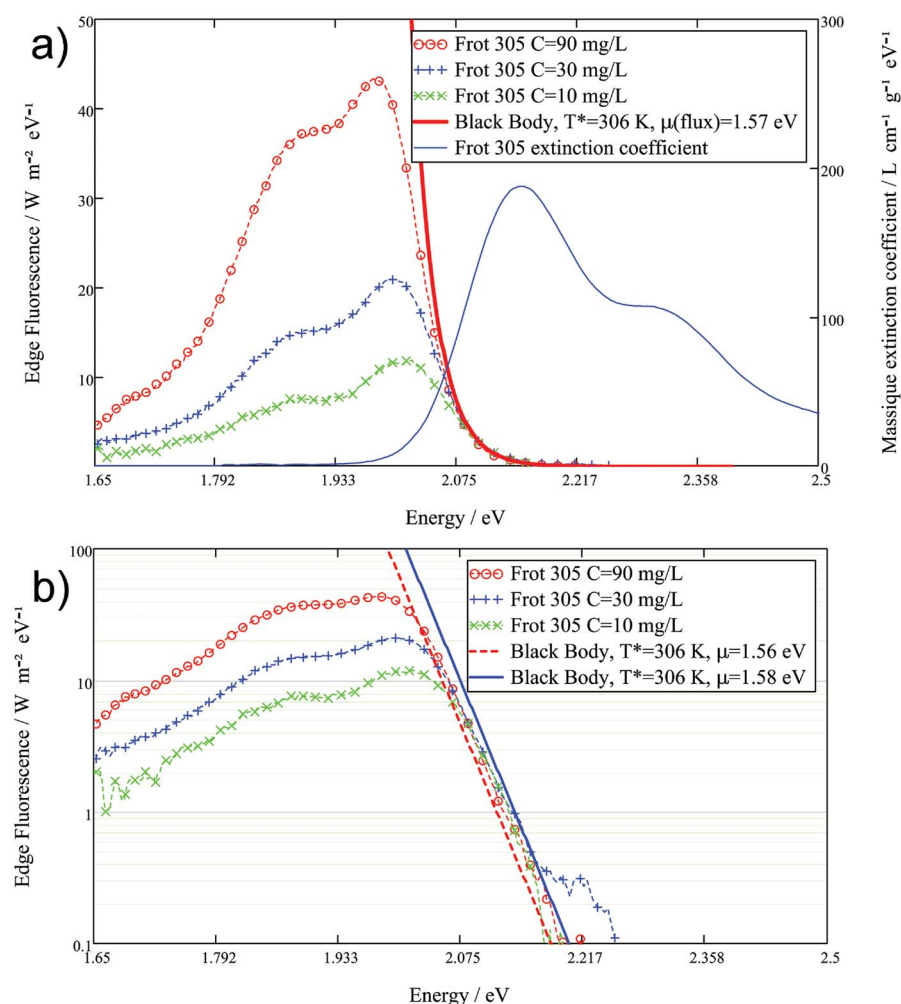 a)
50
40
30
20
10
Edge Fluorescence / W m⁻² eV⁻¹
Frot 305 C=90 mg/L
Frot 305 C=30 mg/L
Frot 305 C=10 mg/L
Black Body, T*=306 K, μ(flux)=1.57 eV
Frot 305 extinction coefficient
300
200
100
0
Massique extinction coefficient / L cm⁻¹ g⁻¹ eV⁻¹
1.65 1.792 1.933 2.075 2.217 2.358 2.5
Energy / eV
b)
100
10
1
0.1
Edge Fluorescence / W m⁻² eV⁻¹
Frot 305 C=90 mg/L
Frot 305 C=30 mg/L
Frot 305 C=10 mg/L
Black Body, T*=306 K, μ=1.56 eV
Black Body, T*=306 K, μ=1.58 eV
1.65 1.792 1.933 2.075 2.217 2.358 2.5
Energy / eV